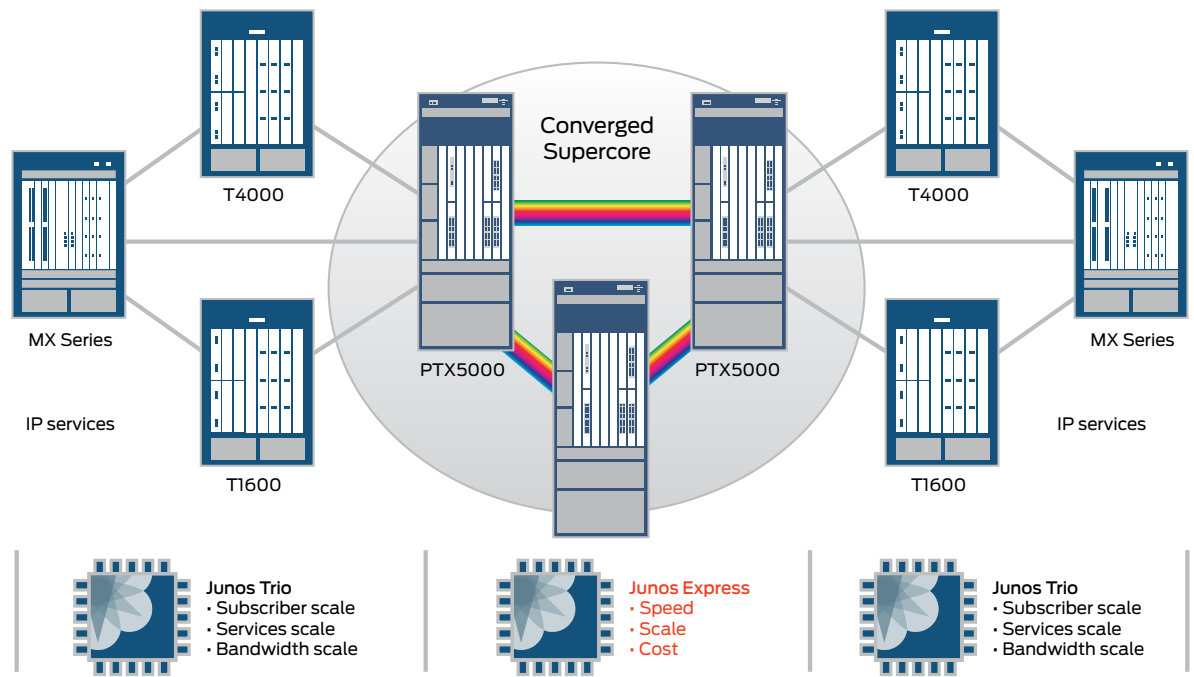 T4000
T4000
Converged
Supercore
MX Series
MX Series
PTX5000
PTX5000
IP services
IP services
T1600
T1600
Junos Trio
· Subscriber scale
· Services scale
· Bandwidth scale
Junos Express
· Speed
· Scale
· Cost
Junos Trio
· Subscriber scale
· Services scale
· Bandwidth scale